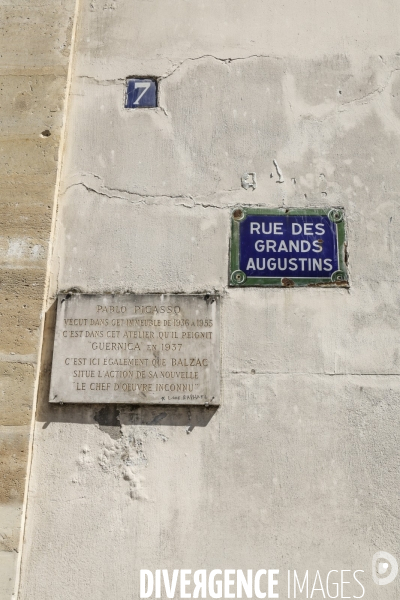 7
RUE DES
GRANDS
AUGUSTINS
PABLO PICASSO
VECUT DANS CET IMMEUBLE DE 1936 A 1955
C'EST DANS CET ATELIER QU'IL PEIGNIT
"GUERNICA" EN 1937
C'EST ICI ÉGALEMENT QUE BALZAC
SITUE L'ACTION DE SA NOUVELLE
"LE CHEF D'ŒUVRE INCONNU"
DIVERGENCE IMAGES